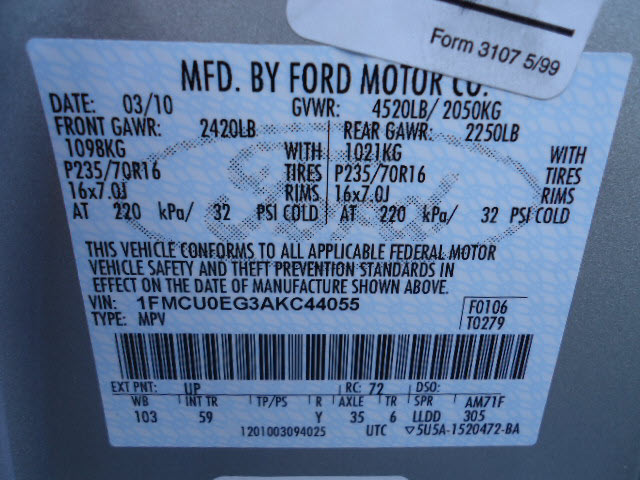 Form 3107 5/99
MFD. BY FORD MOTOR CO.
DATE: 03/10 GVWR: 4520LB/ 2050KG
FRONT GAWR: 2420LB REAR GAWR: 2250LB
1098KG WITH 1021KG WITH
P235/70R16 TIRES P235/70R16 TIRES
16x7.0J RIMS 16x7.0J RIMS
AT 220 kPa/ 32 PSI COLD AT 220 kPa/ 32 PSI COLD
Ford
THIS VEHICLE CONFORMS TO ALL APPLICABLE FEDERAL MOTOR
VEHICLE SAFETY AND THEFT PREVENTION STANDARDS IN
EFFECT ON THE DATE OF MANUFACTURE SHOWN ABOVE.
VIN: 1FMCU0EG3AKC44055 F0106
TYPE: MPV T0279
EXT PNT: UP RC: 72 DSO:
WB INT TR TP/PS R AXLE TR SPR AM71F
103 59 Y 35 6 LLDD 305
1201003094025 UTC ▽5U5A-1520472-BA